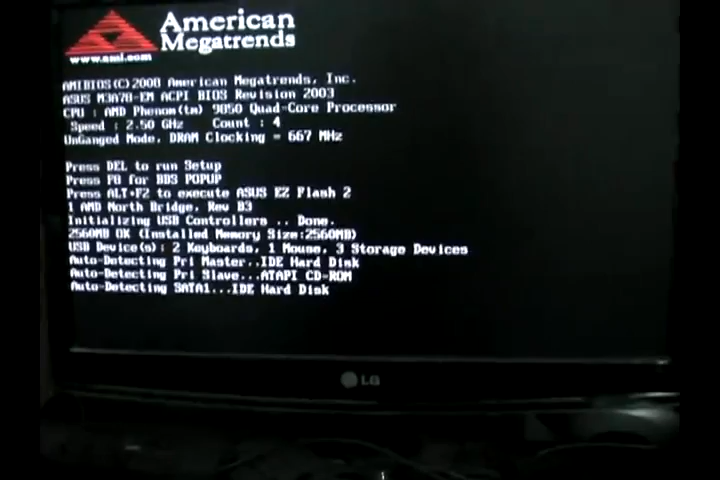 American
Megatrends
www.ami.com
AMIBIOS(C)2008 American Megatrends, Inc.
ASUS M3A78-EM ACPI BIOS Revision 2003
CPU : AMD Phenom(tm) 9850 Quad-Core Processor
Speed : 2.50 GHz    Count : 4
UnGanged Mode, DRAM Clocking = 667 MHz
Press DEL to run Setup
Press F8 for BBS POPUP
Press ALT+F2 to execute ASUS EZ Flash 2
1 AMD North Bridge, Rev B3
Initializing USB Controllers .. Done.
2560MB OK (Installed Memory Size:2560MB)
USB Device(s): 2 Keyboards, 1 Mouse, 3 Storage Devices
Auto-Detecting Pri Master..IDE Hard Disk
Auto-Detecting Pri Slave...ATAPI CD-ROM
Auto-Detecting SATA1...IDE Hard Disk
LG